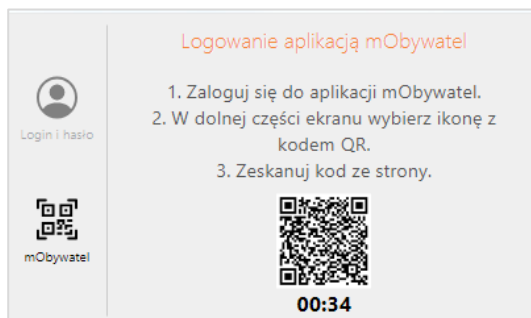 Logowanie aplikacją mObywatel
1. Zaloguj się do aplikacji mObywatel.
2. W dolnej części ekranu wybierz ikonę z
kodem QR.
3. Zeskanuj kod ze strony.
00:34
Login i hasło
mObywatel